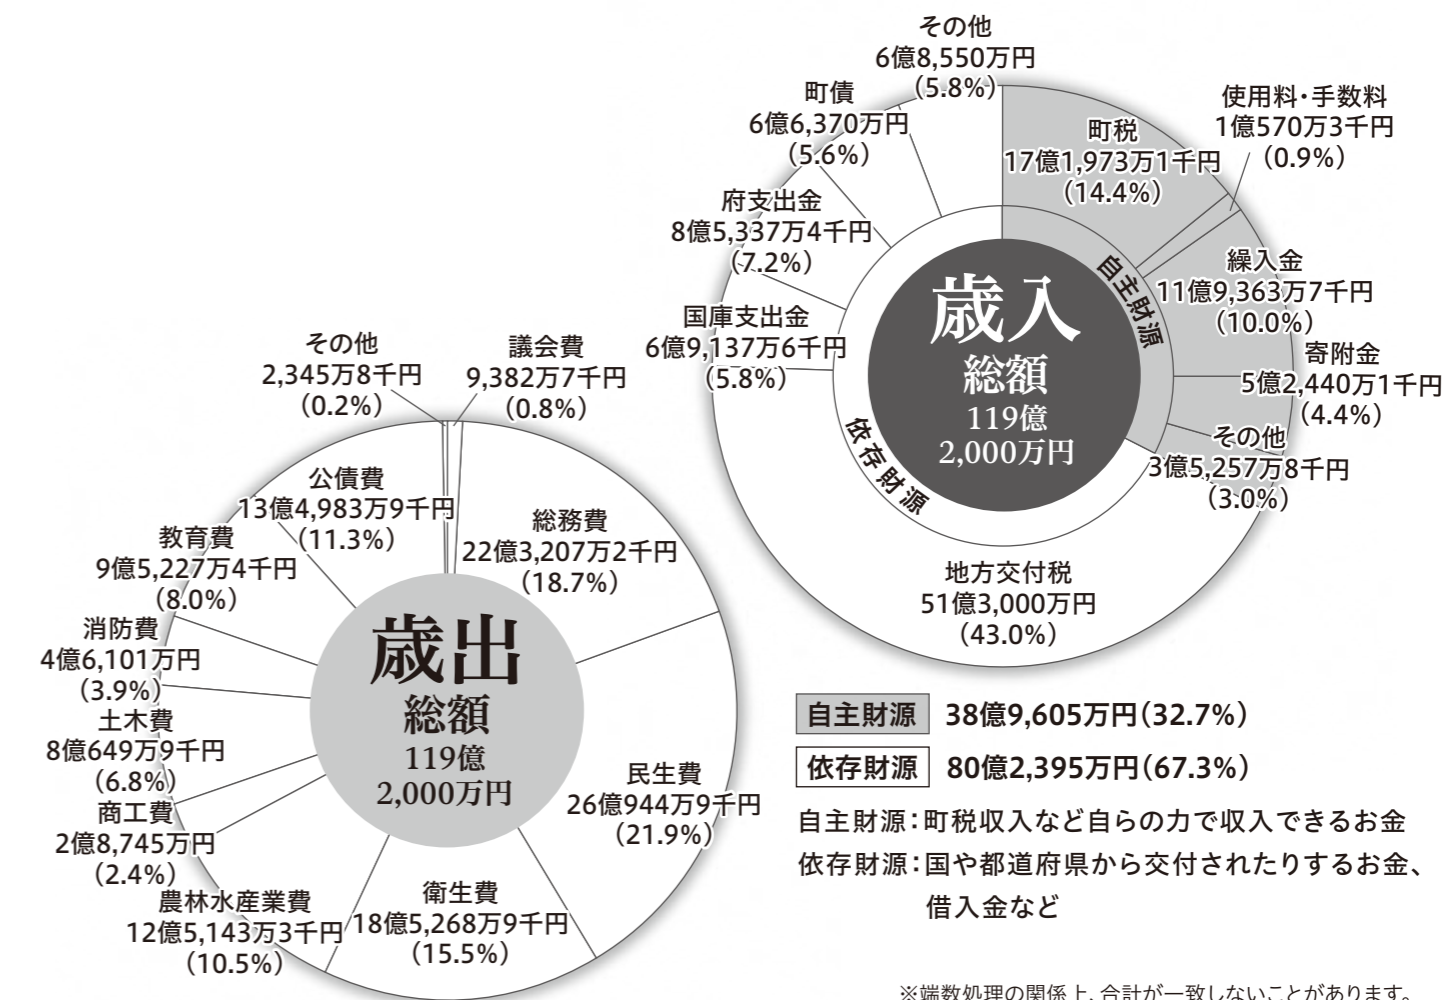 その他
6億8,550万円
(5.8%)
町債
6億6,370万円
(5.6%)
府支出金
8億5,337万4千円
(7.2%)
国庫支出金
6億9,137万6千円
(5.8%)
町税
17億1,973万1千円
(14.4%)
使用料・手数料
1億570万3千円
(0.9%)
繰入金
11億9,363万7千円
(10.0%)
寄附金
5億2,440万1千円
(4.4%)
その他
3億5,257万8千円
(3.0%)
地方交付税
51億3,000万円
(43.0%)
自主財源
依存財源
歳入
総額
119億
2,000万円
その他
2,345万8千円
(0.2%)
議会費
9,382万7千円
(0.8%)
公債費
13億4,983万9千円
(11.3%)
総務費
22億3,207万2千円
(18.7%)
教育費
9億5,227万4千円
(8.0%)
消防費
4億6,101万円
(3.9%)
土木費
8億649万9千円
(6.8%)
商工費
2億8,745万円
(2.4%)
農林水産業費
12億5,143万3千円
(10.5%)
衛生費
18億5,268万9千円
(15.5%)
民生費
26億944万9千円
(21.9%)
歳出
総額
119億
2,000万円
自主財源 38億9,605万円(32.7%)
依存財源 80億2,395万円(67.3%)
自主財源:町税収入など自らの力で収入できるお金
依存財源:国や都道府県から交付されたりするお金、
借入金など
※端数処理の関係上、合計が一致しないことがあります。